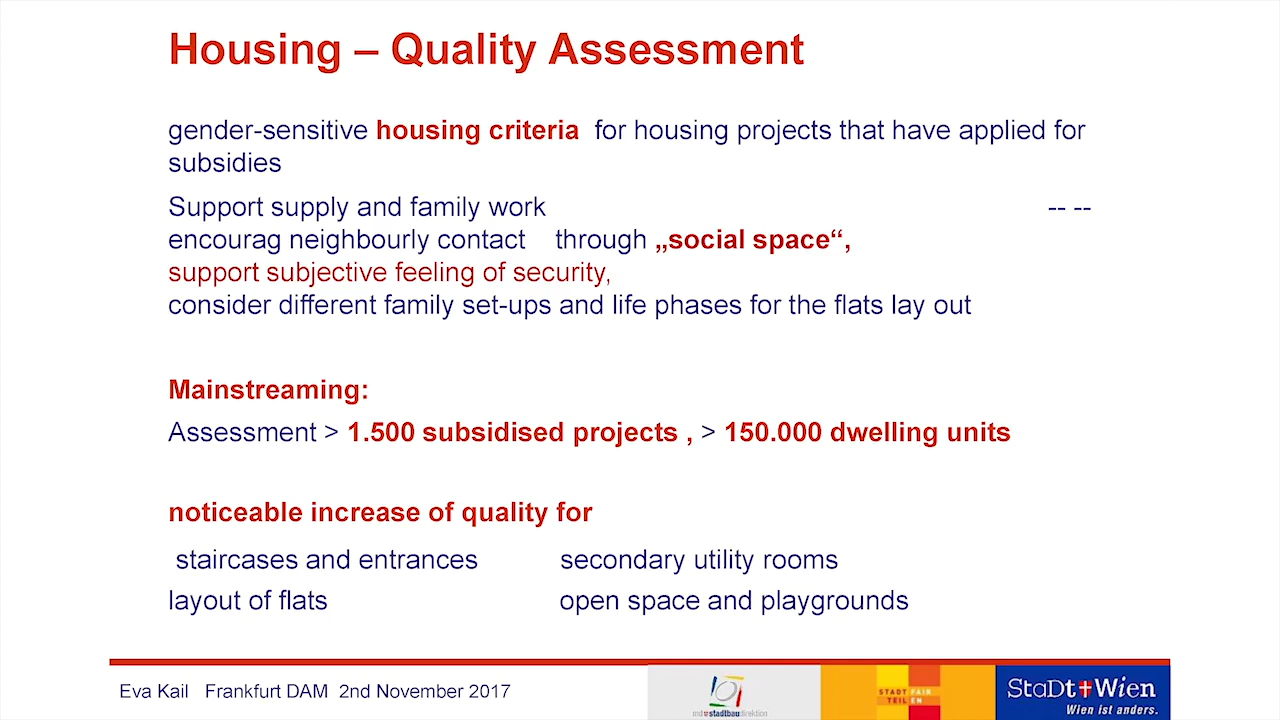 Housing – Quality Assessment
gender-sensitive housing criteria for housing projects that have applied for
subsidies
Support supply and family work -- --
encourag neighbourly contact through „social space“,
support subjective feeling of security,
consider different family set-ups and life phases for the flats lay out
Mainstreaming:
Assessment > 1.500 subsidised projects , > 150.000 dwelling units
noticeable increase of quality for
staircases and entrances secondary utility rooms
layout of flats open space and playgrounds
Eva Kail Frankfurt DAM 2nd November 2017
md stadtbaudirektion
STADT FAIR
TEIL EN
StaDt Wien
Wien ist anders.